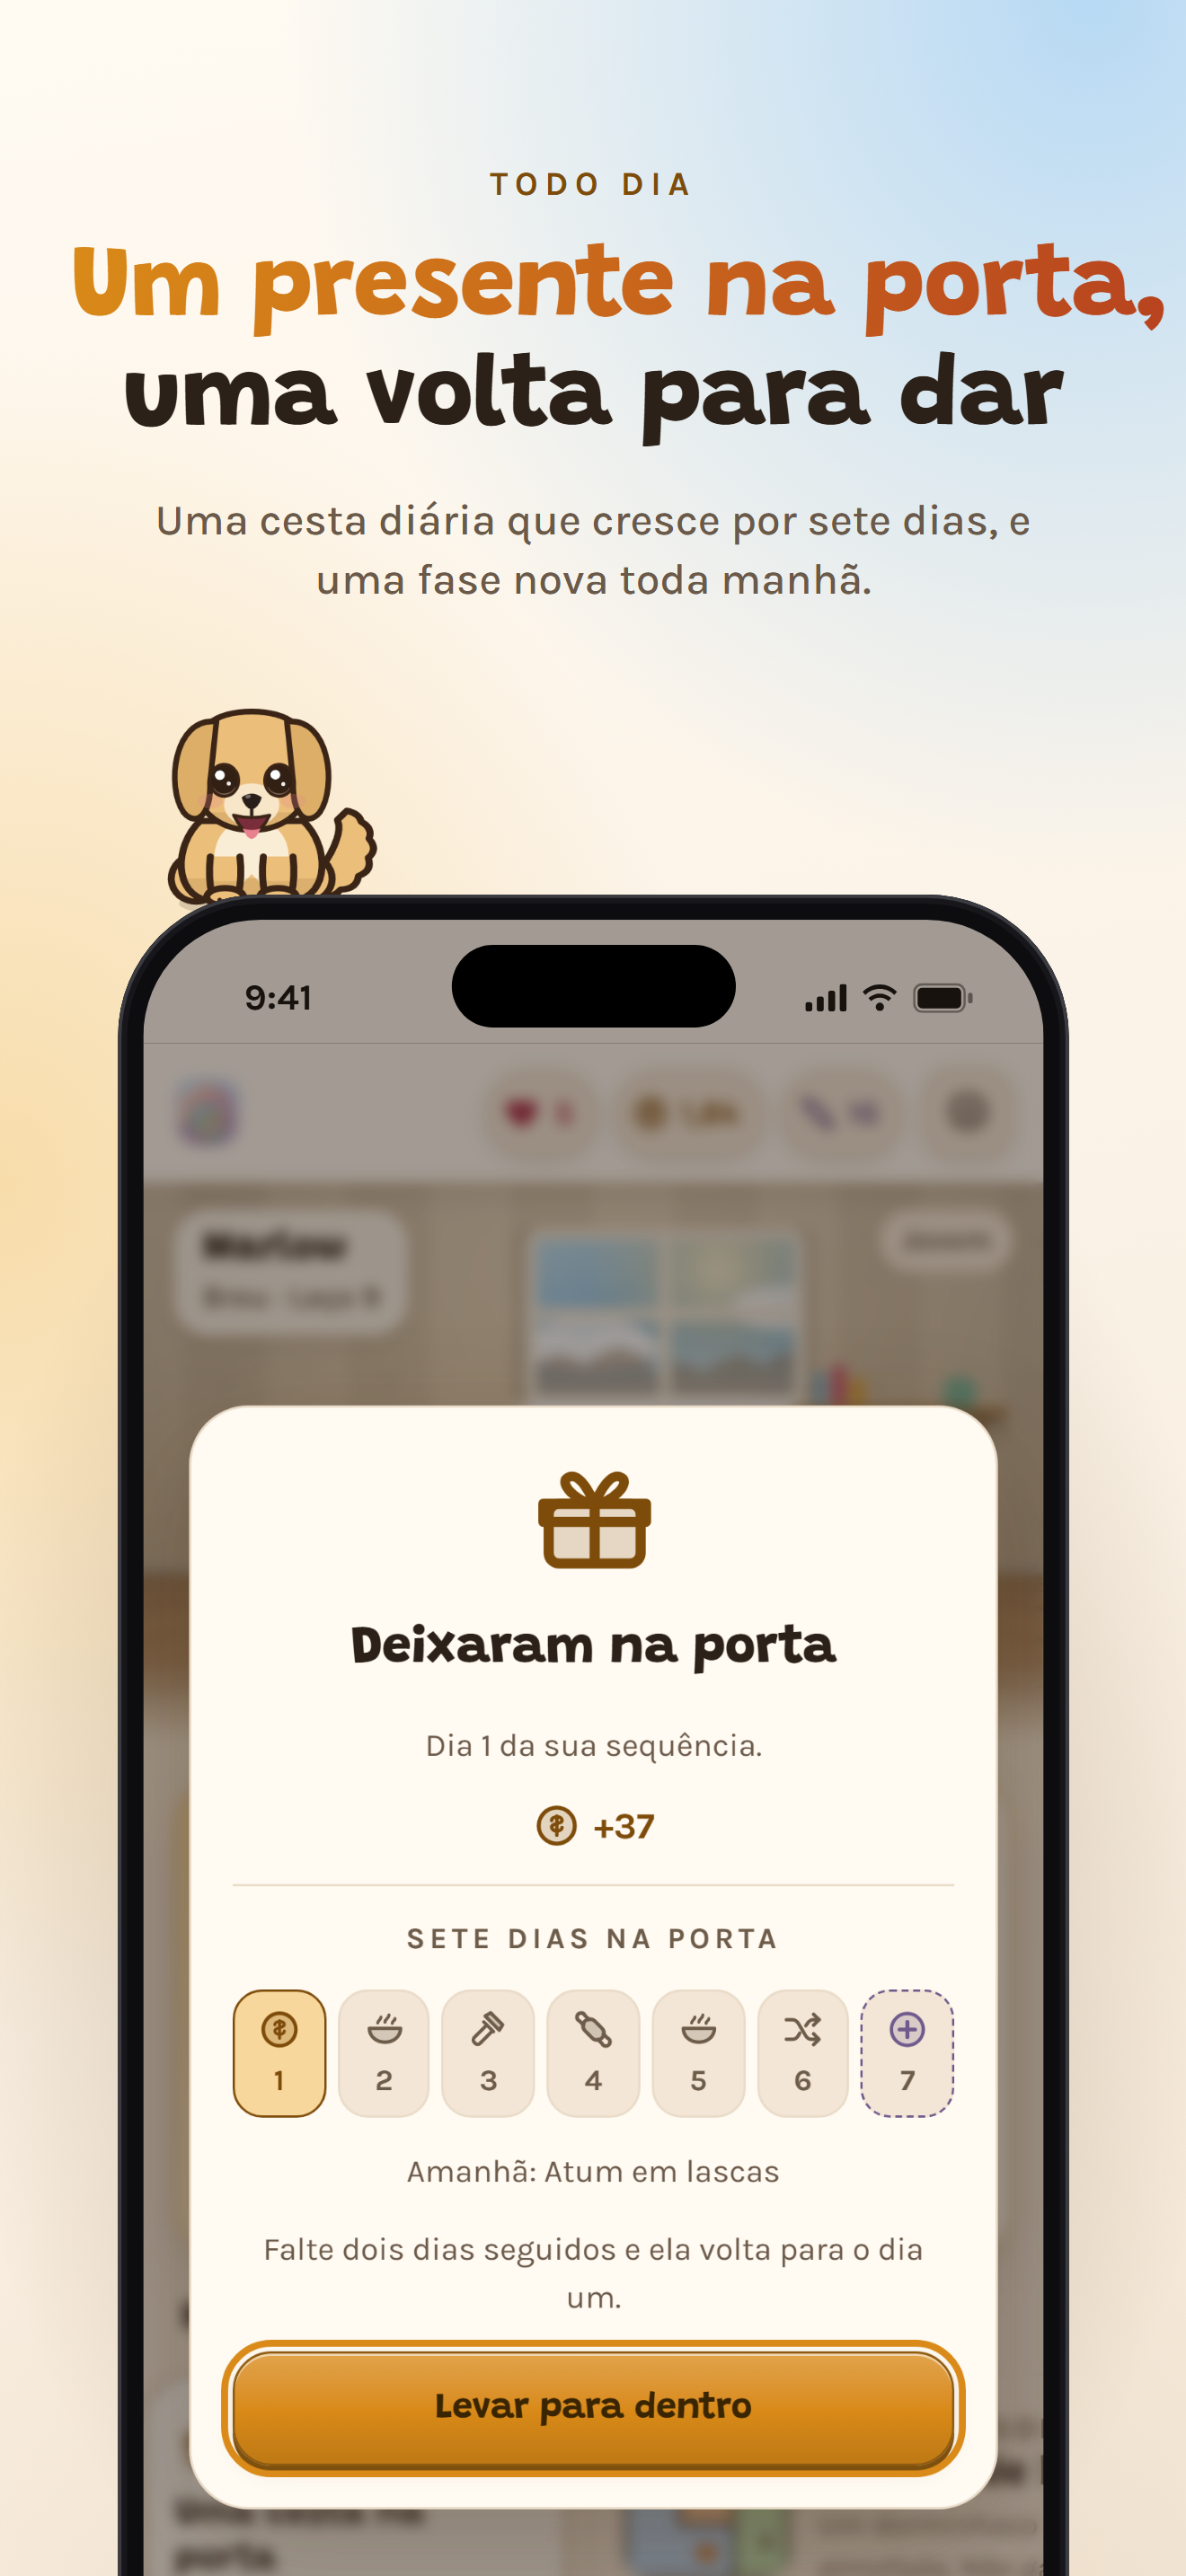 TODO DIA
Um presente na porta,
uma volta para dar
Uma cesta diária que cresce por sete dias, e
uma fase nova toda manhã.
9:41
Marlow
Deixaram na porta
Dia 1 da sua sequência.
+37
SETE DIAS NA PORTA
1 2 3 4 5 6 7
Amanhã: Atum em lascas
Falte dois dias seguidos e ela volta para o dia
um.
Levar para dentro
porta